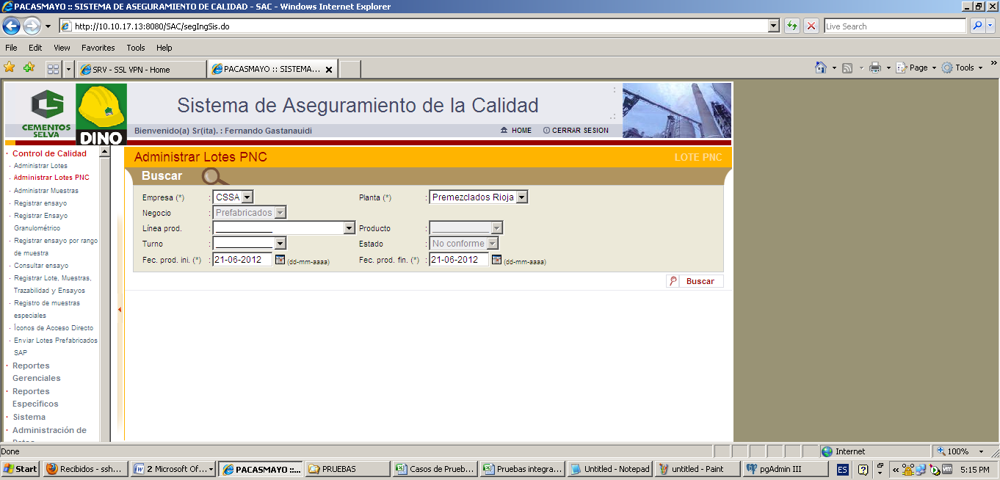 PACASMAYO :: SISTEMA DE ASEGURAMIENTO DE CALIDAD - SAC - Windows Internet Explorer
http://10.10.17.13:8080/SAC/segIngSis.do
Live Search
File Edit View Favorites Tools Help
SRV - SSL VPN - Home
PACASMAYO :: SISTEMA...
Page
Tools
CEMENTOS
SELVA
DINO
Sistema de Aseguramiento de la Calidad
Bienvenido(a) Sr(ita). : Fernando Gastanauidi
HOME
CERRAR SESION
· Control de Calidad
· Administrar Lotes
· Administrar Lotes PNC
· Administrar Muestras
· Registrar ensayo
· Registrar Ensayo
Granulométrico
· Registrar ensayo por rango
de muestra
· Consultar ensayo
· Registrar Lote, Muestras,
Trazabilidad y Ensayos
· Registro de muestras
especiales
· Íconos de Acceso Directo
· Enviar Lotes Prefabricados
SAP
· Reportes
Gerenciales
· Reportes
Específicos
· Sistema
· Administración de
Administrar Lotes PNC
LOTE PNC
Buscar
Empresa (*) : CSSA
Planta (*) : Premezclados Rioja
Negocio : Prefabricados
Línea prod. : ____________
Producto : ____________
Turno : ____________
Estado : No conforme
Fec. prod. ini. (*) : 21-06-2012 (dd-mm-aaaa)
Fec. prod. fin. (*) : 21-06-2012 (dd-mm-aaaa)
Buscar
Done
Internet
100%
Start
Recibidos - ssh...
2 Microsoft Of...
PACASMAYO ::...
PRUEBAS
Casos de Prueb...
Pruebas integra...
Untitled - Notepad
untitled - Paint
pgAdmin III
ES
5:15 PM